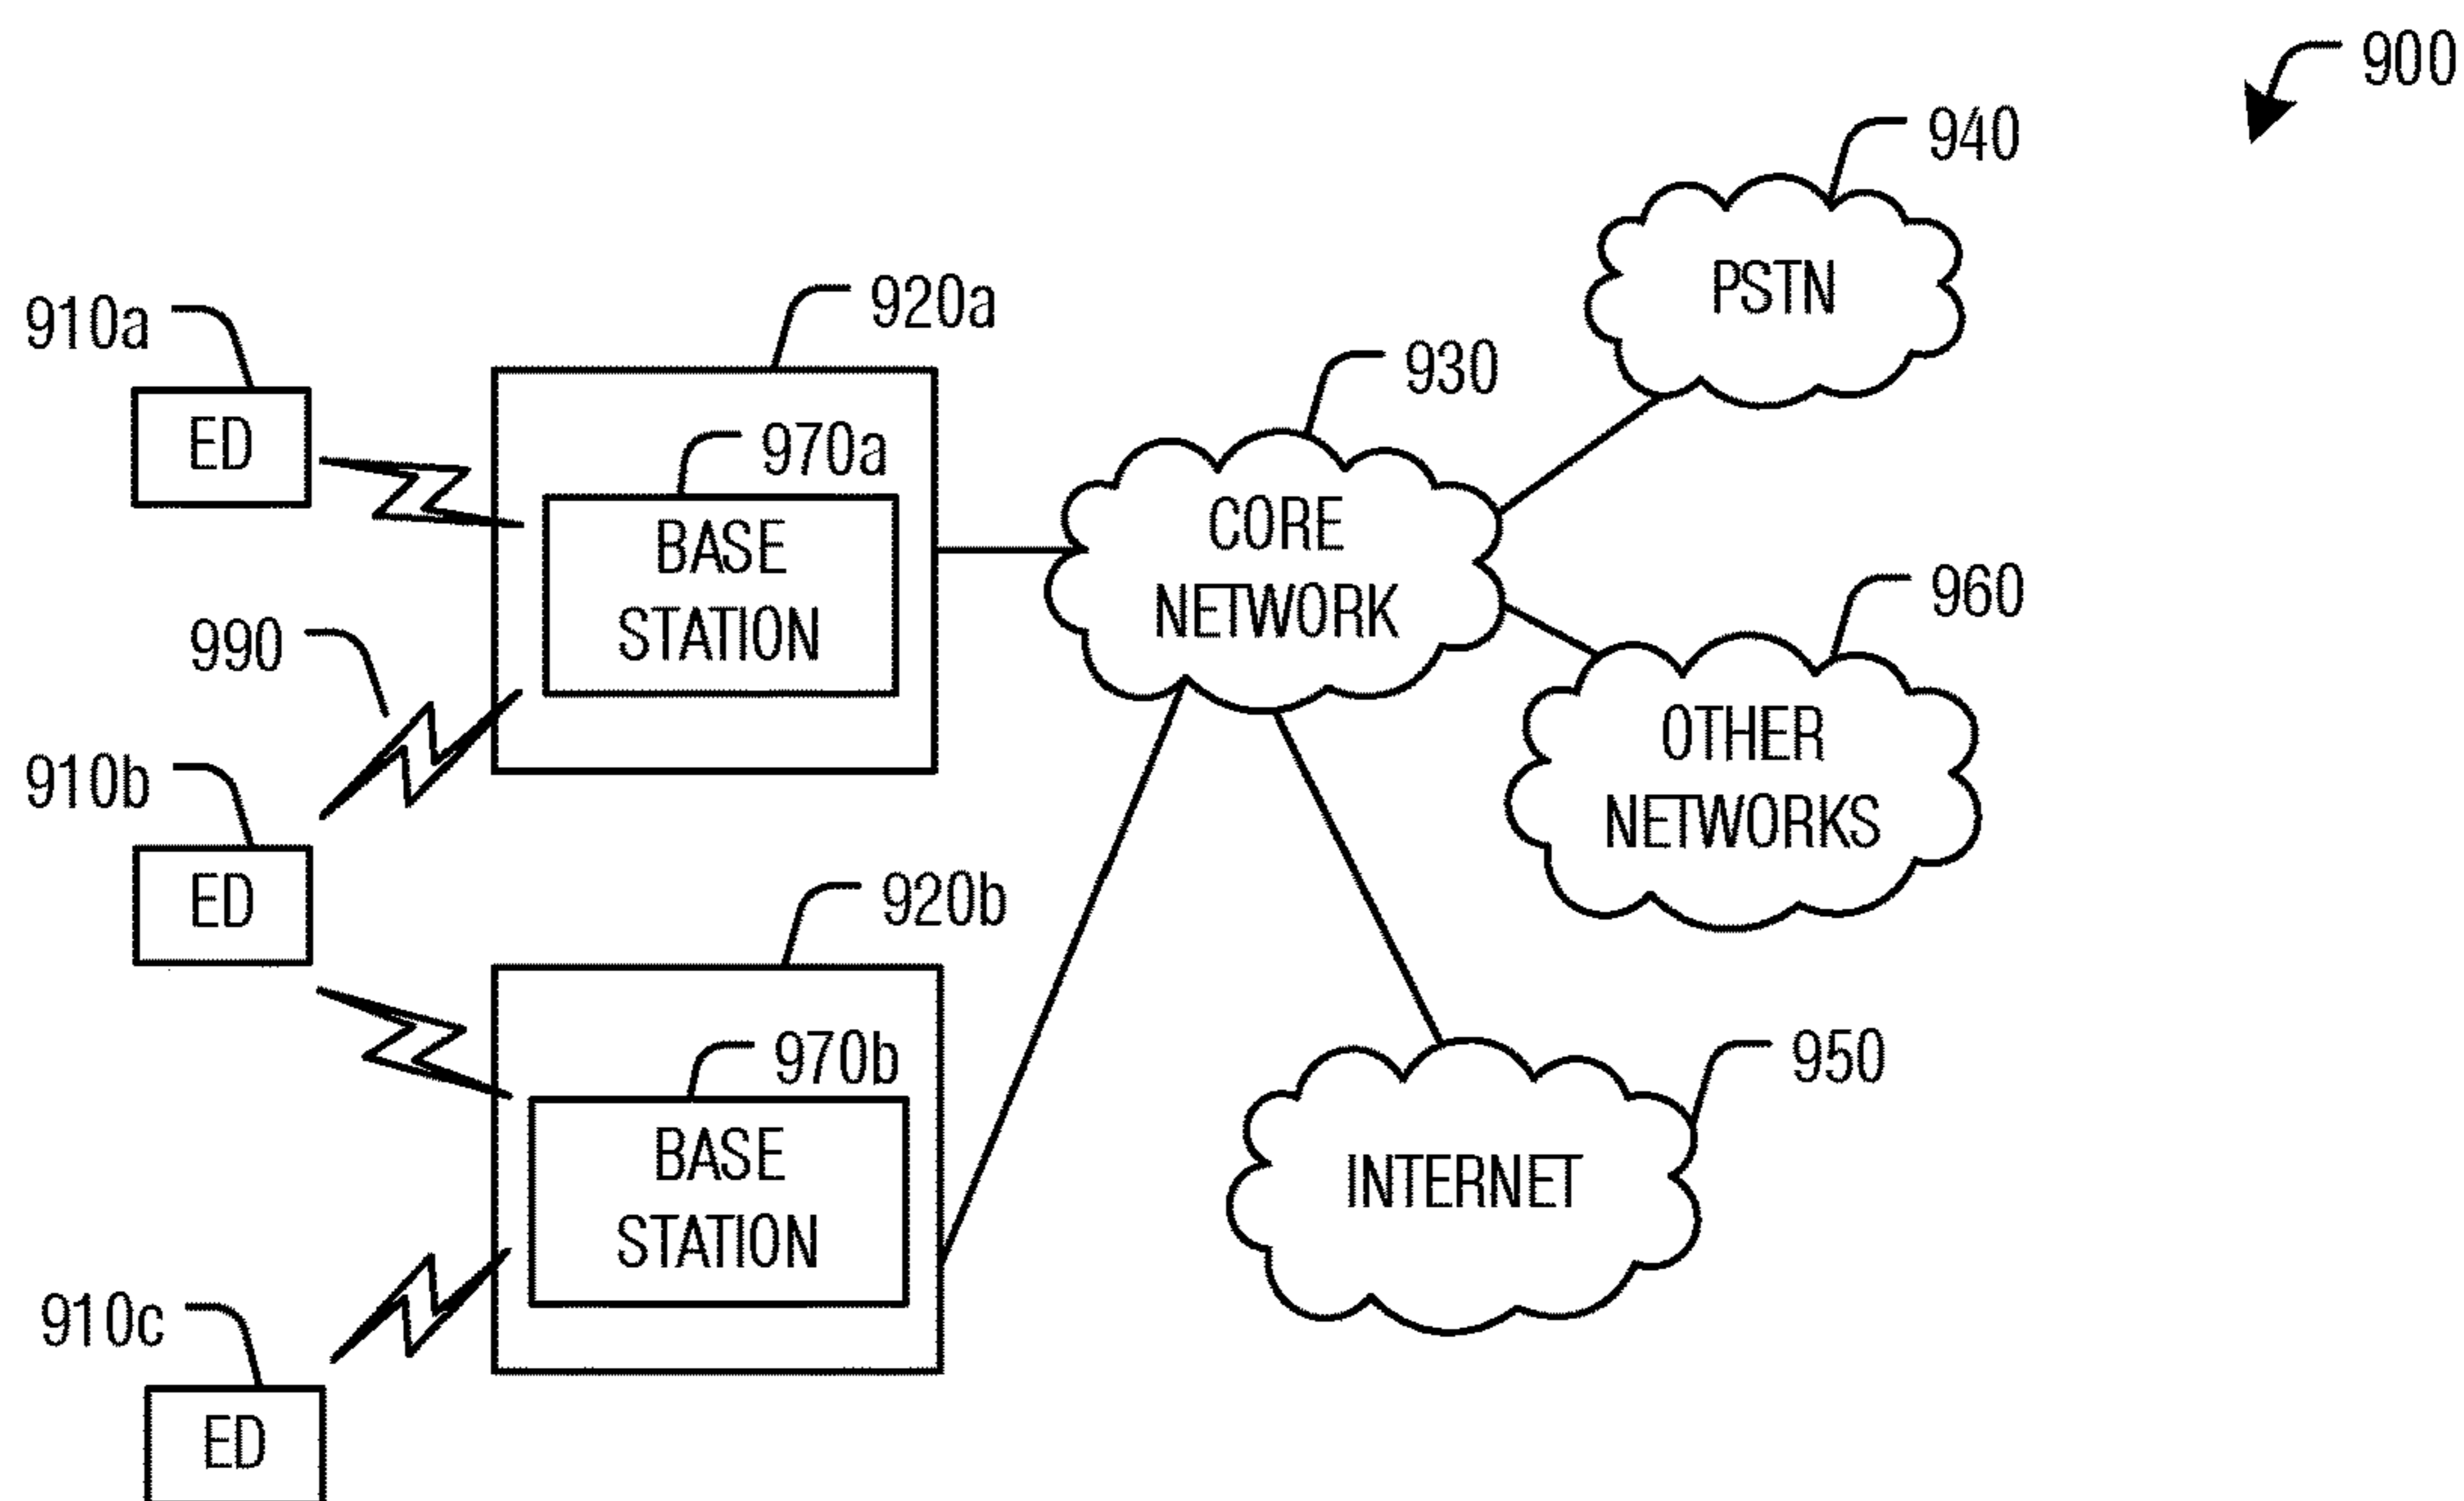 900
940
PSTN
920a
910a
930
ED
970a
CORE
NETWORK
BASE
STATION
960
990
OTHER
NETWORKS
910b
ED
920b
970b
950
BASE
STATION
INTERNET
910c
ED